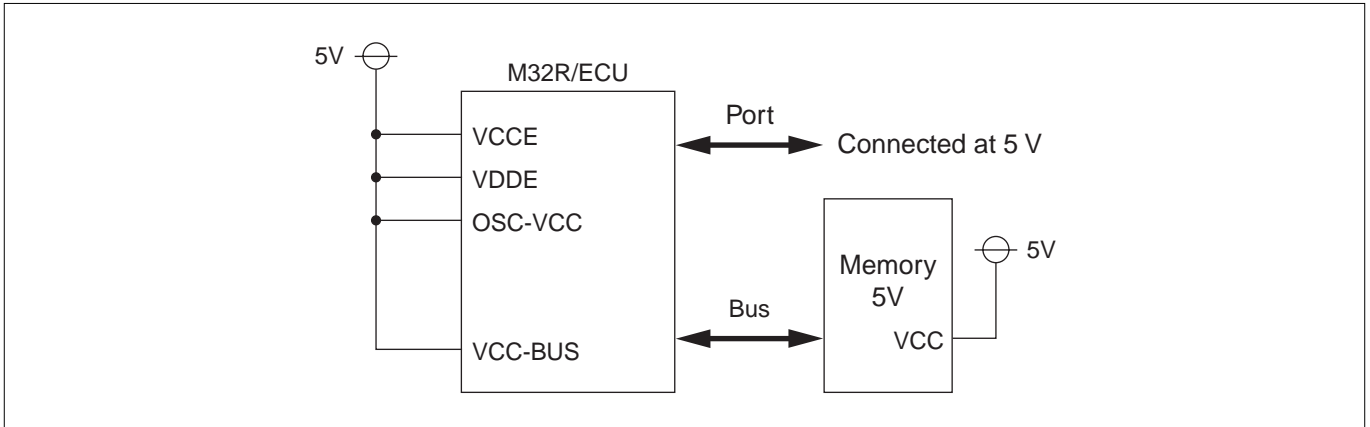 5V
M32R/ECU
VCCE
VDDE
OSC-VCC
VCC-BUS
Port
Connected at 5 V
Bus
Memory
5V
VCC
5V